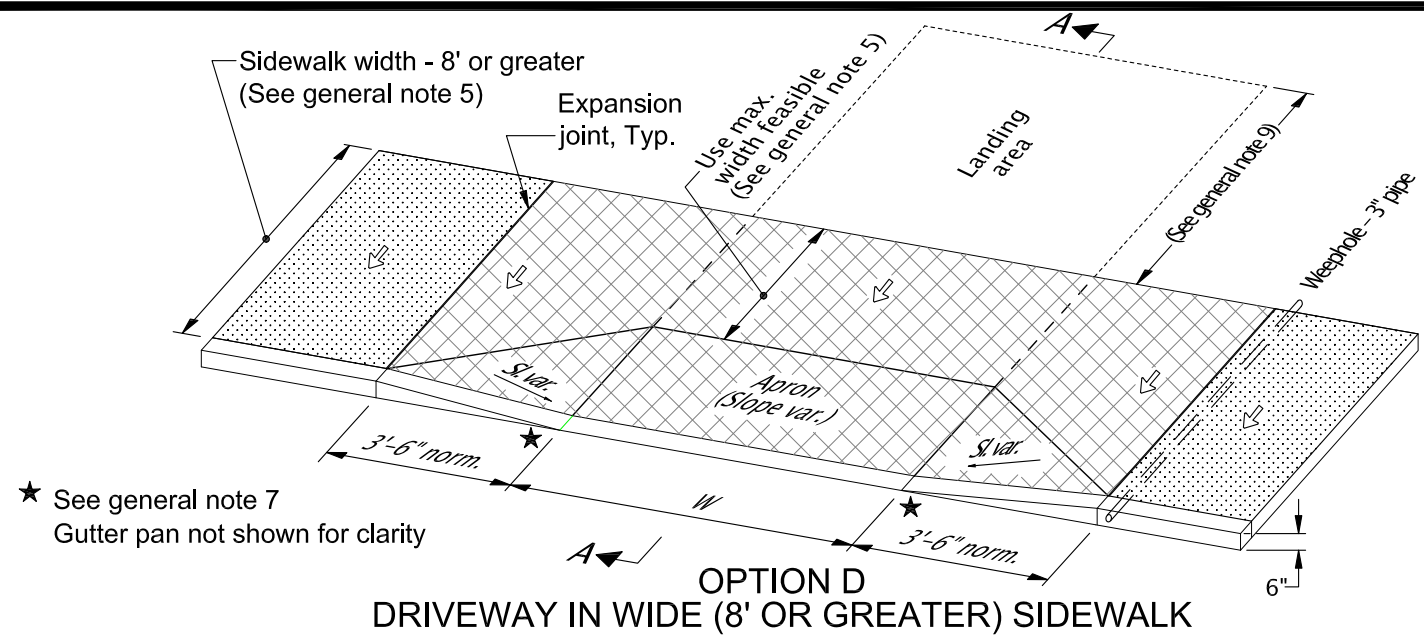 A
Sidewalk width - 8' or greater
(See general note 5)
Expansion
joint, Typ.
Use max.
width feasible
(See general note 5)
Landing
area
(See general note 9)
Weephole - 3" pipe
Sl. var.
Apron
(Slope var.)
Sl. var.
3'-6" norm.
W
3'-6" norm.
★ See general note 7
Gutter pan not shown for clarity
A
6"
OPTION D
DRIVEWAY IN WIDE (8' OR GREATER) SIDEWALK